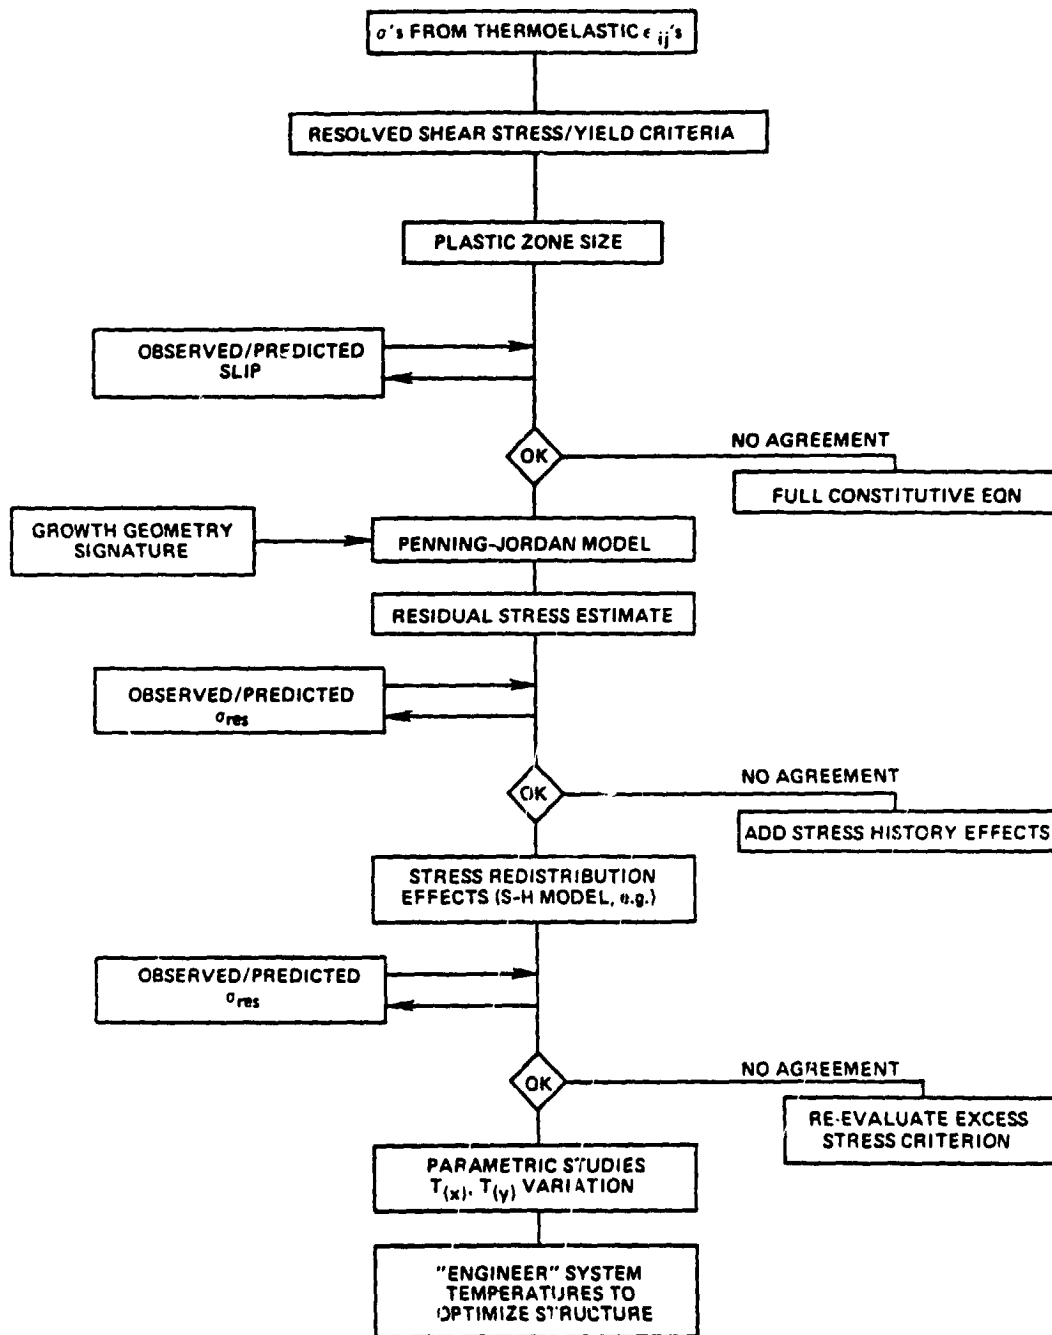 σ's FROM THERMOELASTIC ε ij's
RESOLVED SHEAR STRESS/YIELD CRITERIA
PLASTIC ZONE SIZE
OBSERVED/PREDICTED
SLIP
OK
NO AGREEMENT
FULL CONSTITUTIVE EQN
GROWTH GEOMETRY
SIGNATURE
PENNING-JORDAN MODEL
RESIDUAL STRESS ESTIMATE
OBSERVED/PREDICTED
σres
OK
NO AGREEMENT
ADD STRESS HISTORY EFFECTS
STRESS REDISTRIBUTION
EFFECTS (S-H MODEL, e.g.)
OBSERVED/PREDICTED
σres
OK
NO AGREEMENT
RE-EVALUATE EXCESS
STRESS CRITERION
PARAMETRIC STUDIES
T(x), T(y) VARIATION
"ENGINEER" SYSTEM
TEMPERATURES TO
OPTIMIZE STRUCTURE